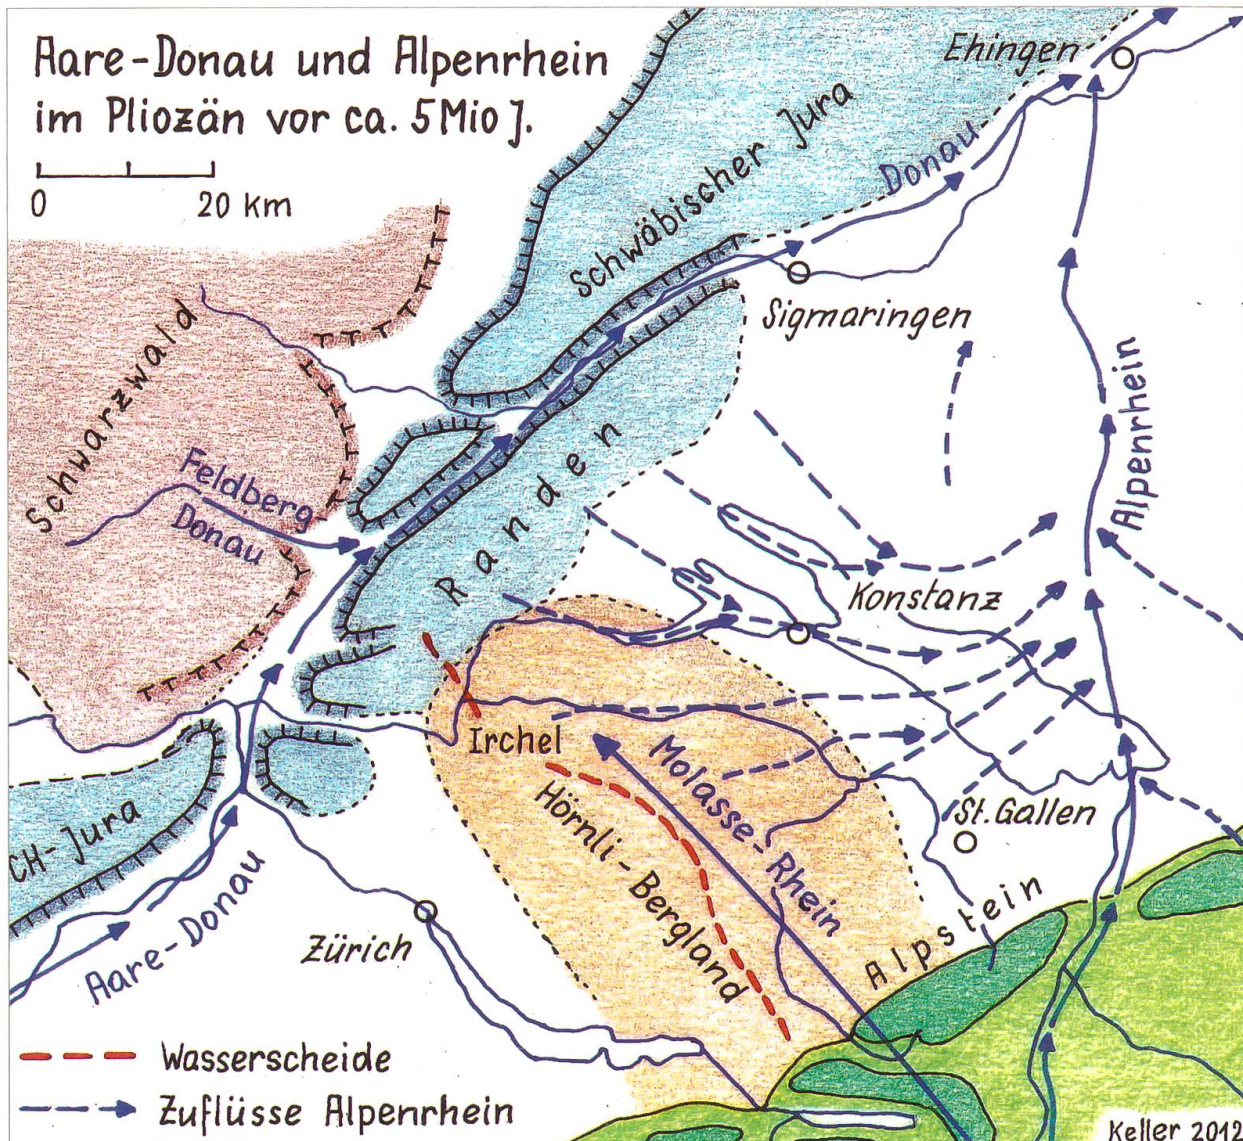 Aare-Donau und Alpenrhein
im Pliozän vor ca. 5 Mio J.
0 20 km
Ehingen
Donau
Schwäbischer Jura
Sigmaringen
Schwarzwald
Feldberg
Donau
Randen
Alpenrhein
Konstanz
Irchel
Molasse-Rhein
Hörnli-Bergland
St. Gallen
CH-Jura
Aare-Donau
Zürich
Alpstein
Wasserscheide
Zuflüsse Alpenrhein
Keller 2012